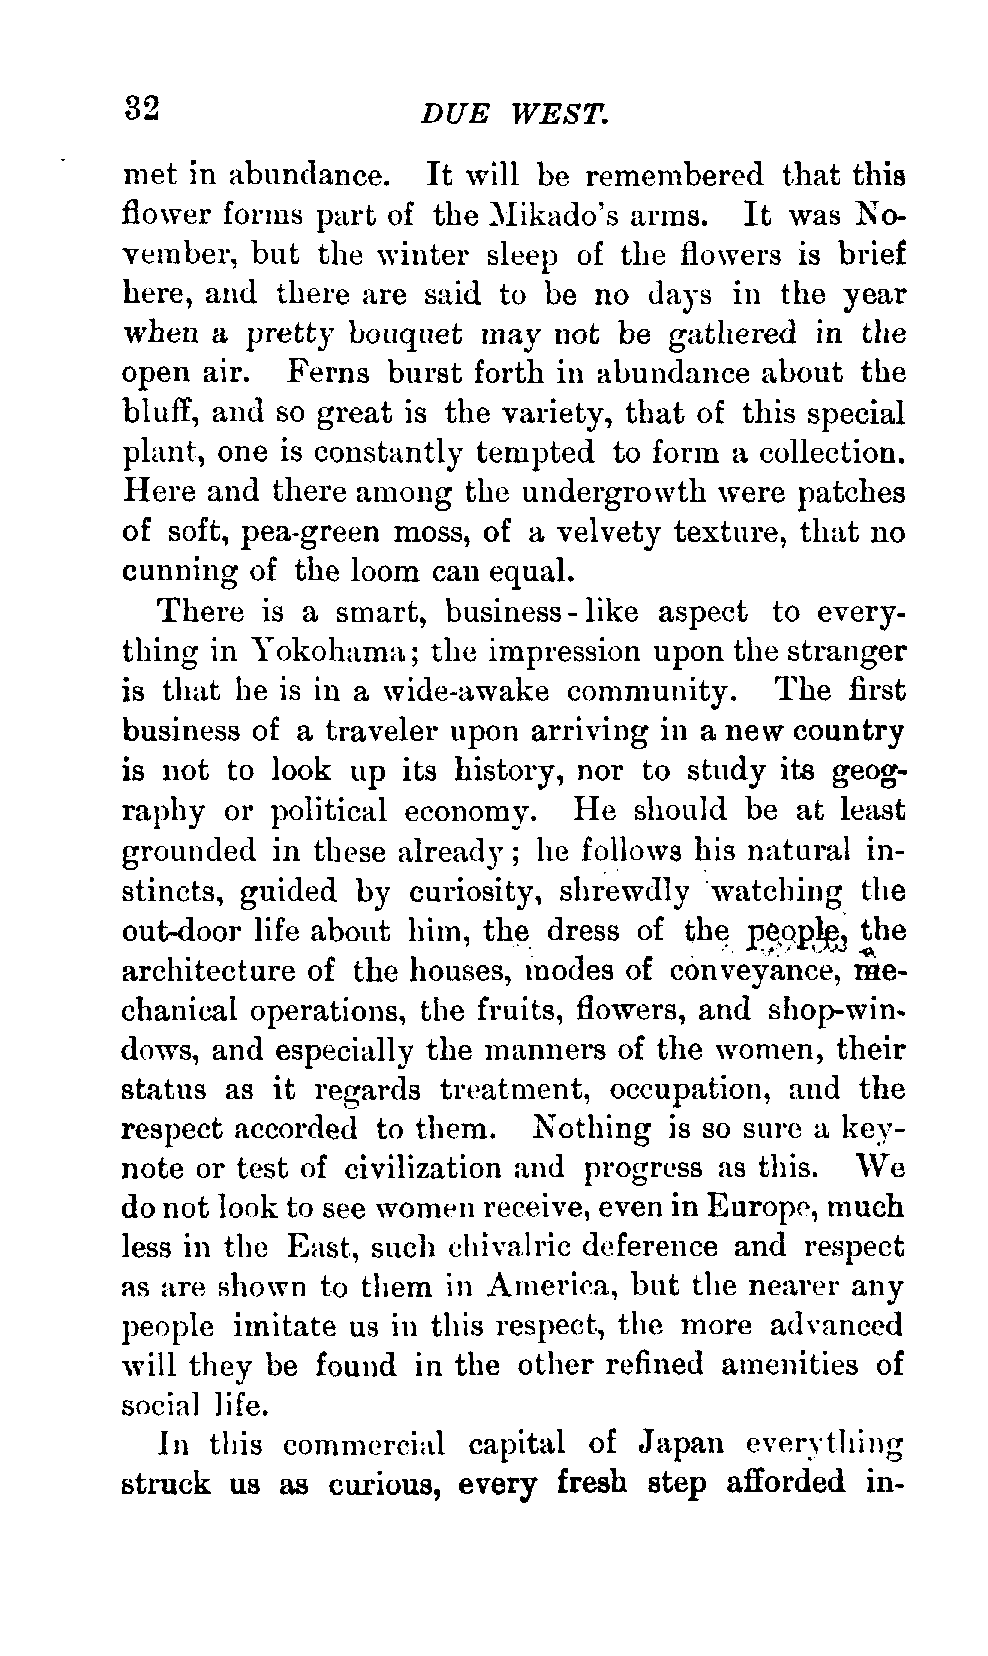 32 DUE WEST.
met in abundance. It will be remembered that this
flower forms part of the Mikado's arms. It was No-
vember, but the winter sleep of the flowers is brief
here, and there are said to be no days in the year
when a pretty bouquet may not be gathered in the
open air. Ferns burst forth in abundance about the
bluff, and so great is the variety, that of this special
plant, one is constantly tempted to form a collection.
Here and there among the undergrowth were patches
of soft, pea-green moss, of a velvety texture, that no
cunning of the loom can equal.
There is a smart, business-like aspect to every-
thing in Yokohama; the impression upon the stranger
is that he is in a wide-awake community. The first
business of a traveler upon arriving in a new country
is not to look up its history, nor to study its geog-
raphy or political economy. He should be at least
grounded in these already; he follows his natural in-
stincts, guided by curiosity, shrewdly watching the
out-door life about him, the dress of the people, the
architecture of the houses, modes of conveyance, me-
chanical operations, the fruits, flowers, and shop-win-
dows, and especially the manners of the women, their
status as it regards treatment, occupation, and the
respect accorded to them. Nothing is so sure a key-
note or test of civilization and progress as this. We
do not look to see women receive, even in Europe, much
less in the East, such chivalric deference and respect
as are shown to them in America, but the nearer any
people imitate us in this respect, the more advanced
will they be found in the other refined amenities of
social life.
In this commercial capital of Japan everything
struck us as curious, every fresh step afforded in-